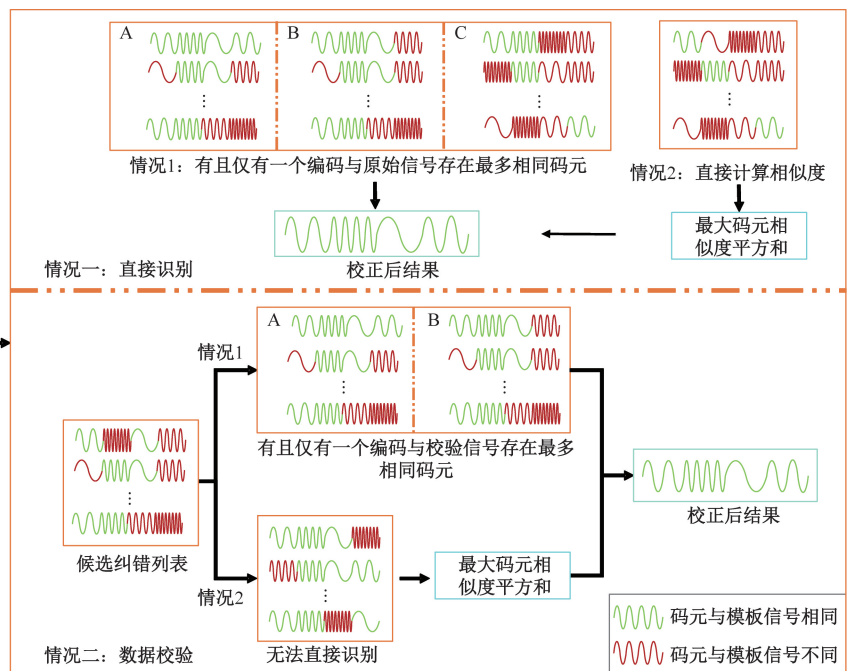 A
B
C
⋮
⋮
⋮
⋮
情况1：有且仅有一个编码与原始信号存在最多相同码元
情况2：直接计算相似度
最大码元相
似度平方和
校正后结果
情况一：直接识别
情况1
A
B
⋮
⋮
有且仅有一个编码与校验信号存在最多
相同码元
⋮
候选纠错列表
校正后结果
情况2
⋮
无法直接识别
最大码元相
似度平方和
码元与模板信号相同
码元与模板信号不同
情况二：数据校验